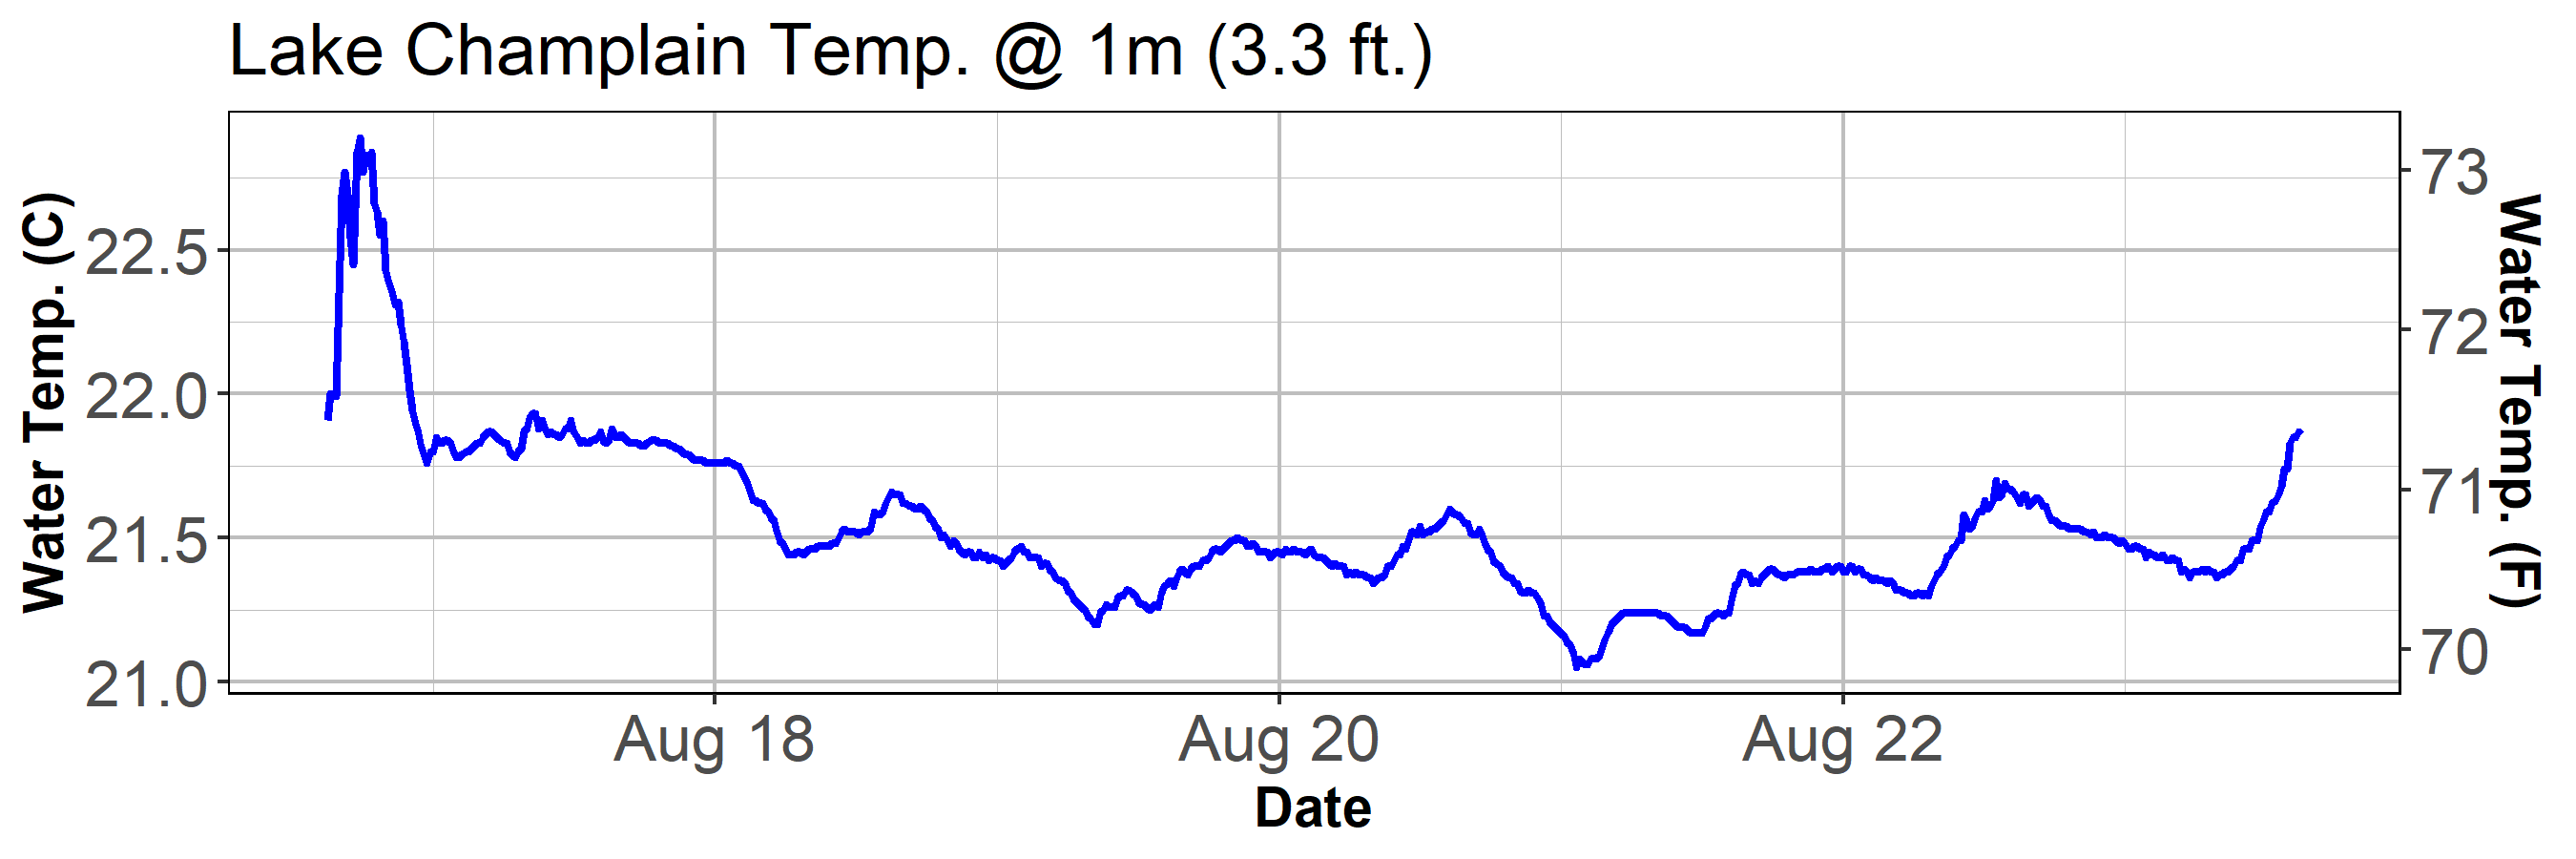 Lake Champlain Temp. @ 1m (3.3 ft.)
Water Temp. (C)
22.5
22.0
21.5
21.0
73
72
71
70
Water Temp. (F)
Aug 18
Aug 20
Aug 22
Date